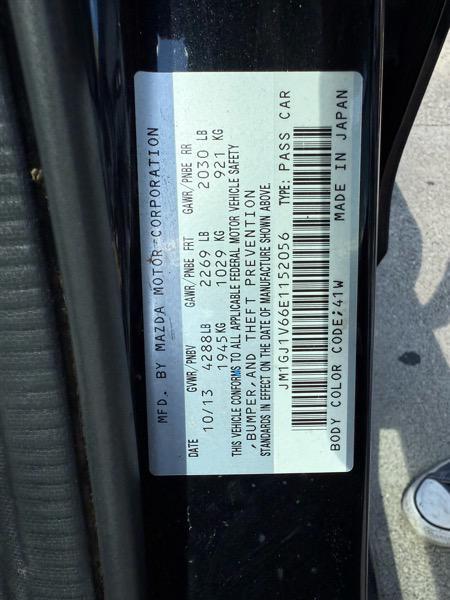 MFD. BY MAZDA MOTOR CORPORATION
DATE GVWR/PNBV GAWR/PNBE FRT GAWR/PNBE RR
10/13 4288LB 2269 LB 2030 LB
1945KG 1029 KG 921 KG
THIS VEHICLE CONFORMS TO ALL APPLICABLE FEDERAL MOTOR VEHICLE SAFETY
,BUMPER,AND THEFT PREVENTION
STANDARDS IN EFFECT ON THE DATE OF MANUFACTURE SHOWN ABOVE.
JM1GJ1V66E1152056 TYPE: PASS CAR
BODY COLOR CODE;41W MADE IN JAPAN